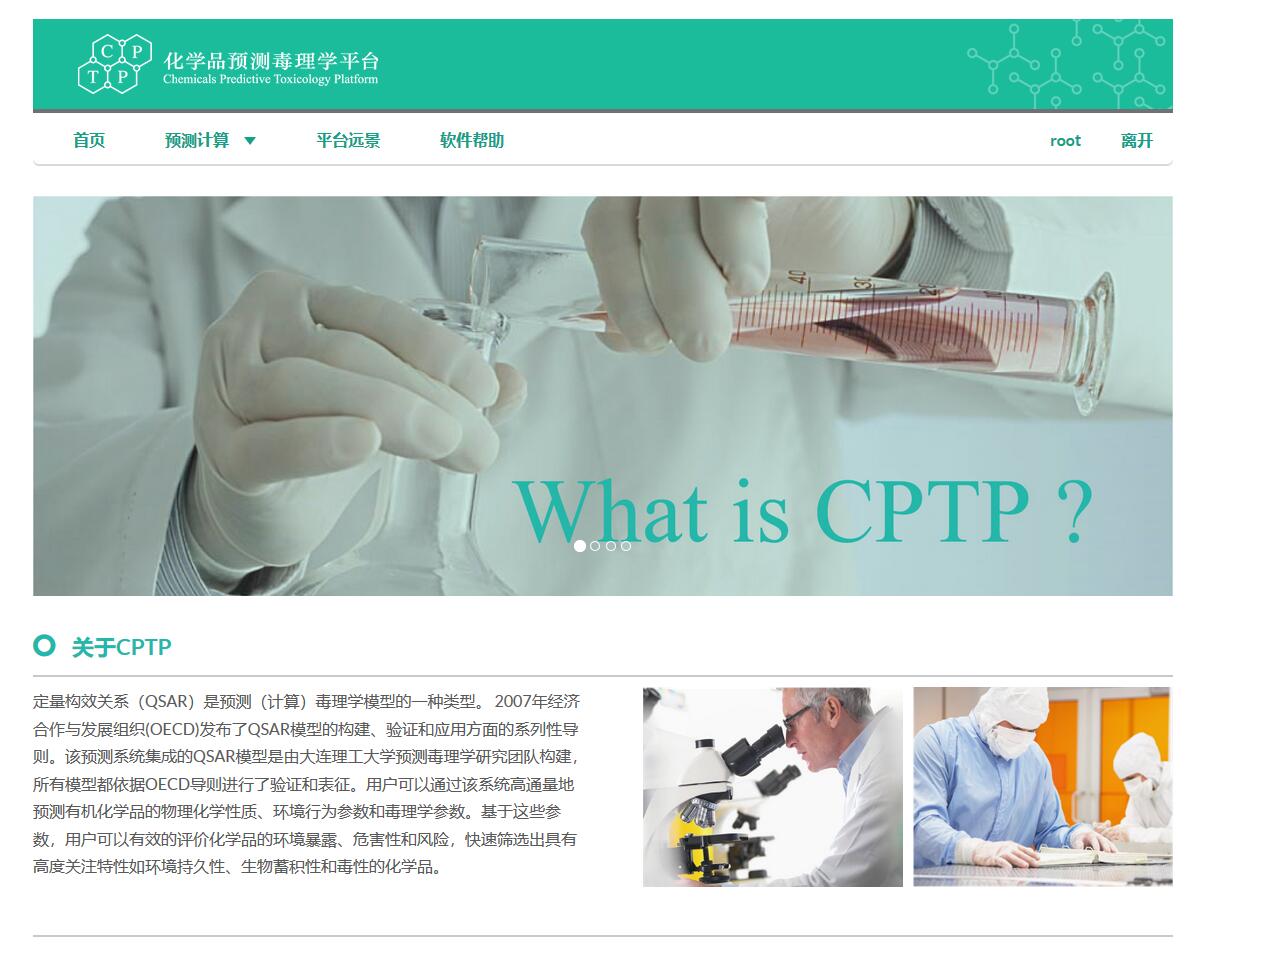 C P
T P
化学品预测毒理学平台
Chemicals Predictive Toxicology Platform
首页 预测计算 平台远景 软件帮助 root 离开
40 30 20 10 5
What is CPTP ?
关于CPTP
定量构效关系（QSAR）是预测（计算）毒理学模型的一种类型。 2007年经济
合作与发展组织(OECD)发布了QSAR模型的构建、验证和应用方面的系列性导
则。该预测系统集成的QSAR模型是由大连理工大学预测毒理学研究团队构建，
所有模型都依据OECD导则进行了验证和表征。用户可以通过该系统高通量地
预测有机化学品的物理化学性质、环境行为参数和毒理学参数。基于这些参
数，用户可以有效的评价化学品的环境暴露、危害性和风险，快速筛选出具有
高度关注特性如环境持久性、生物蓄积性和毒性的化学品。